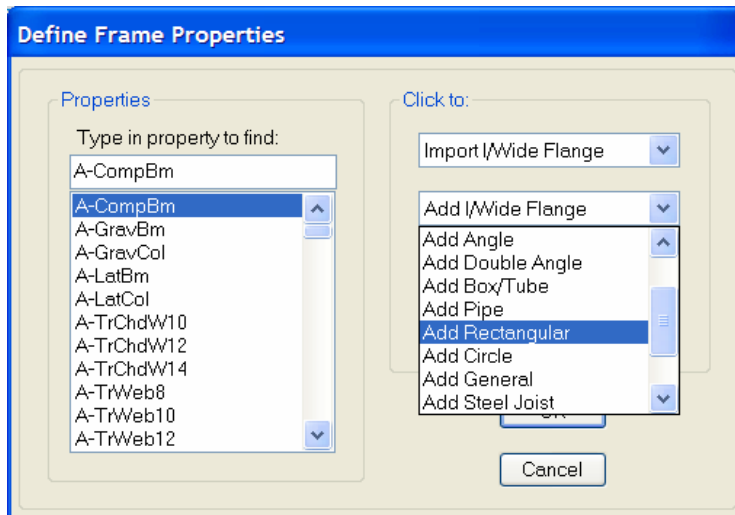 Define Frame Properties
Properties
Type in property to find:
A-CompBm
A-CompBm
A-GravBm
A-GravCol
A-LatBm
A-LatCol
A-TrChdW10
A-TrChdW12
A-TrChdW14
A-TrWeb8
A-TrWeb10
A-TrWeb12
Click to:
Import I/Wide Flange
Add I/Wide Flange
Add Angle
Add Double Angle
Add Box/Tube
Add Pipe
Add Rectangular
Add Circle
Add General
Add Steel Joist
Cancel